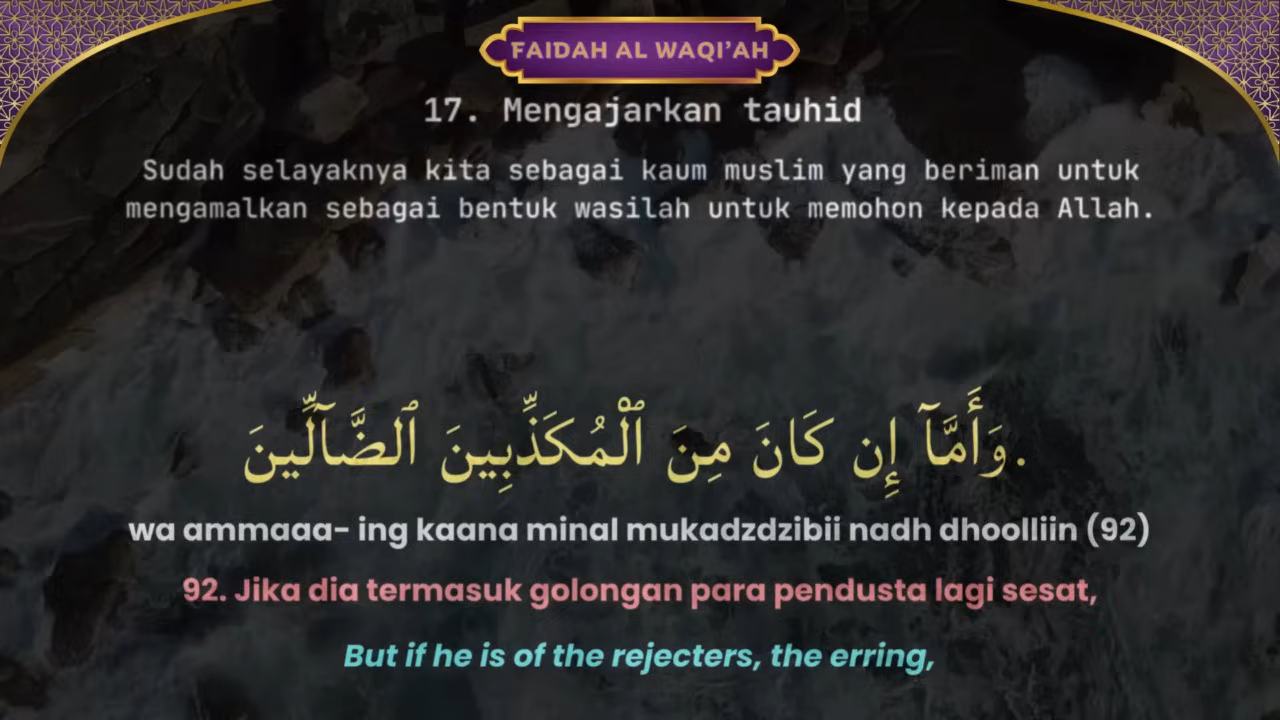 FAIDAH AL WAQI'AH
17. Mengajarkan tauhid
Sudah selayaknya kita sebagai kaum muslim yang beriman untuk
mengamalkan sebagai bentuk wasilah untuk memohon kepada Allah.
.وَأَمَّآ إِن كَانَ مِنَ ٱلْمُكَذِّبِينَ ٱلضَّآلِّينَ
wa ammaaa- ing kaana minal mukadzdzibii nadh dhoolliin (92)
92. Jika dia termasuk golongan para pendusta lagi sesat,
But if he is of the rejecters, the erring,